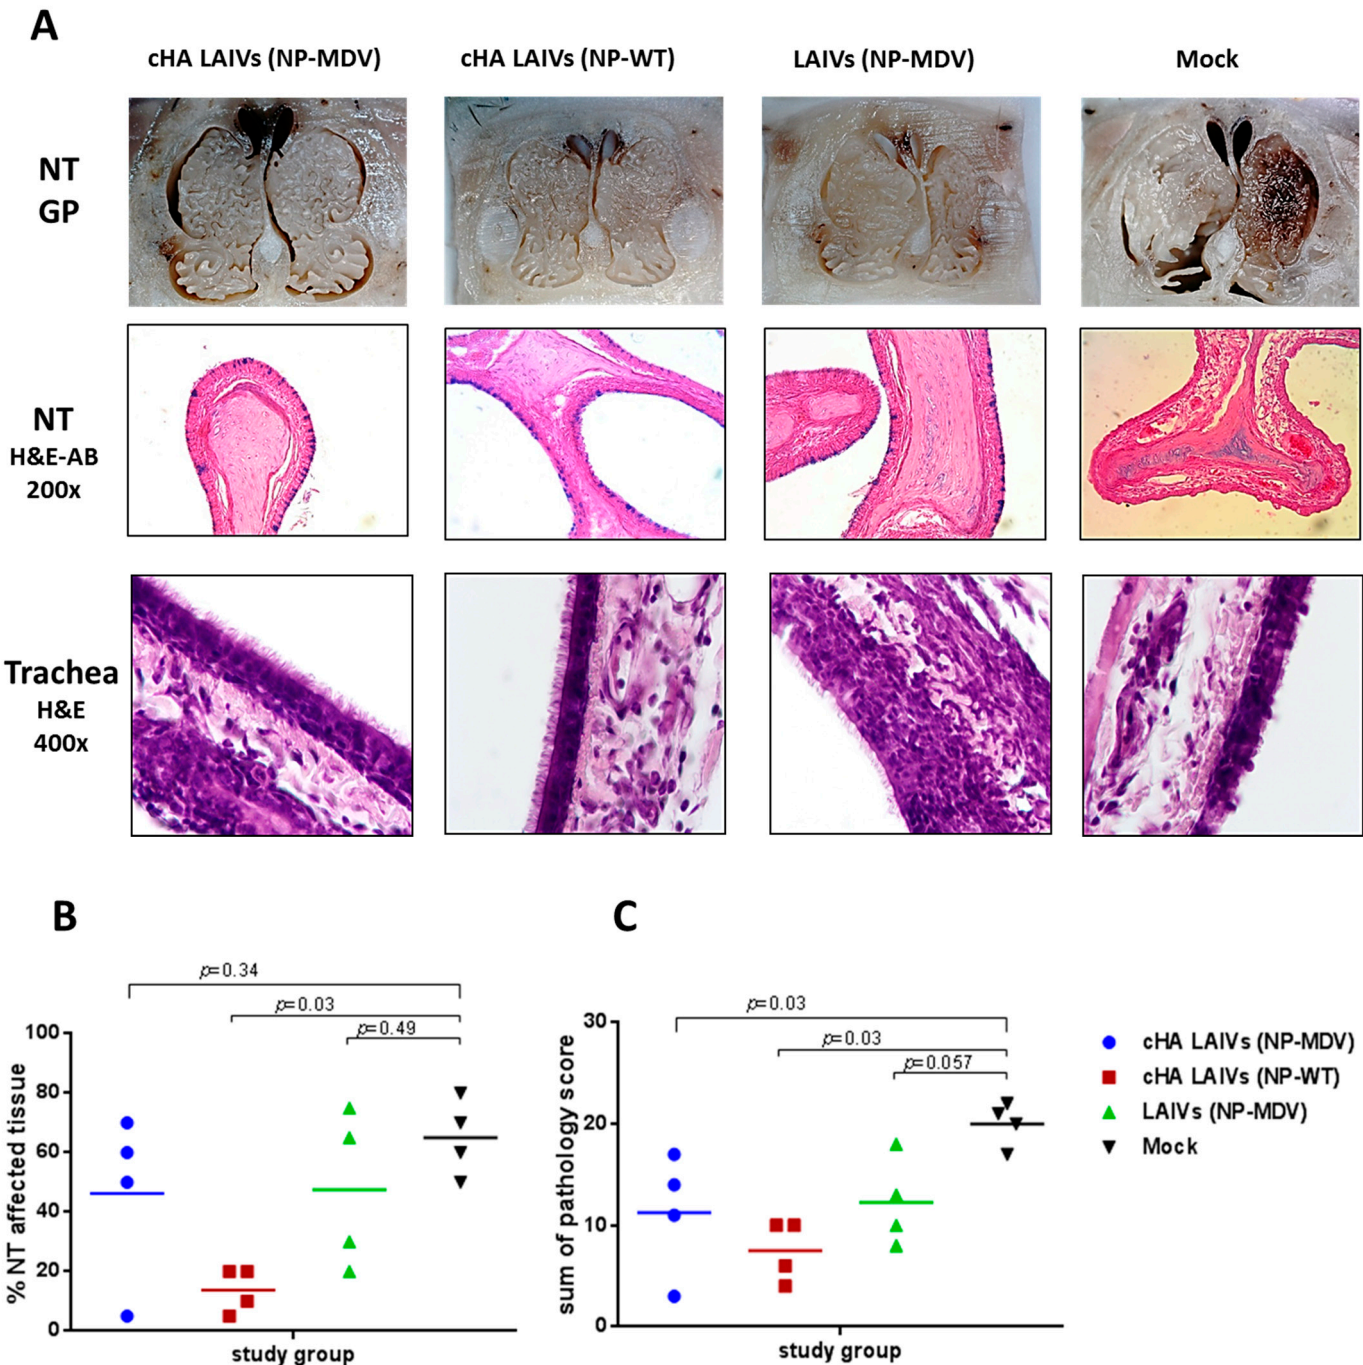 A
cHA LAIVs (NP-MDV)
cHA LAIVs (NP-WT)
LAIVs (NP-MDV)
Mock
NT
GP
NT
H&E-AB
200x
Trachea
H&E
400x
B
p=0.34
p=0.03
p=0.49
100
80
60
40
20
0
% NT affected tissue
study group
C
p=0.03
p=0.03
p=0.057
30
20
10
0
sum of pathology score
study group
cHA LAIVs (NP-MDV)
cHA LAIVs (NP-WT)
LAIVs (NP-MDV)
Mock